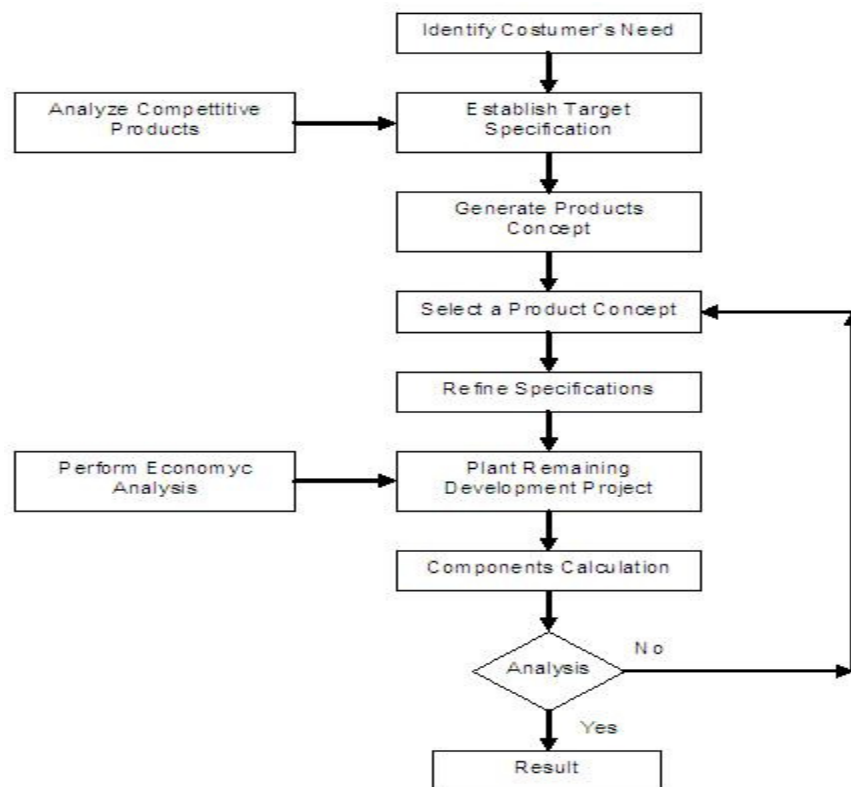 Identify Costumer's Need
Analyze Compettitive
Products
Establish Target
Specification
Generate Products
Concept
Select a Product Concept
Refine Specifications
Perform Economyc
Analysis
Plant Remaining
Development Project
Components Calculation
Analysis
No
Yes
Result